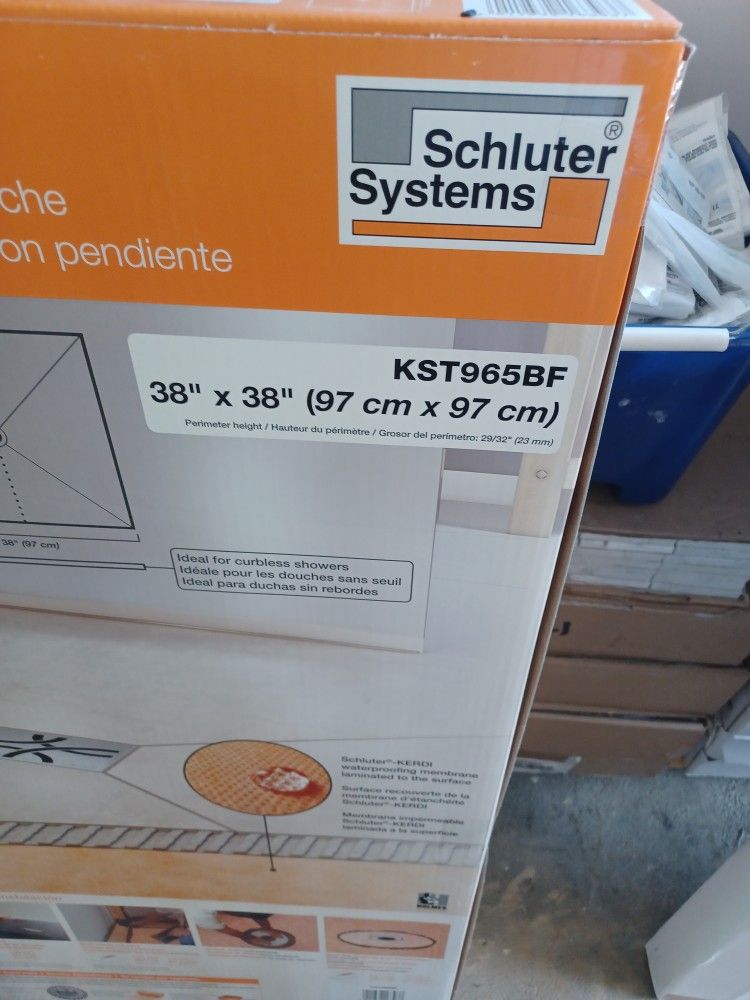 Schluter®
Systems
che
on pendiente
KST965BF
38" x 38" (97 cm x 97 cm)
Perimeter height / Hauteur du périmètre / Grosor del perímetro: 29/32" (23 mm)
38" (97 cm)
Ideal for curbless showers
Idéale pour les douches sans seuil
Ideal para duchas sin rebordes
Schluter®-KERDI
waterproofing membrane
laminated to the surface
Surface recouverte de la
membrane d'étanchéité
Schluter®-KERDI
Membrana impermeable
Schluter®-KERDI
laminada a la superficie